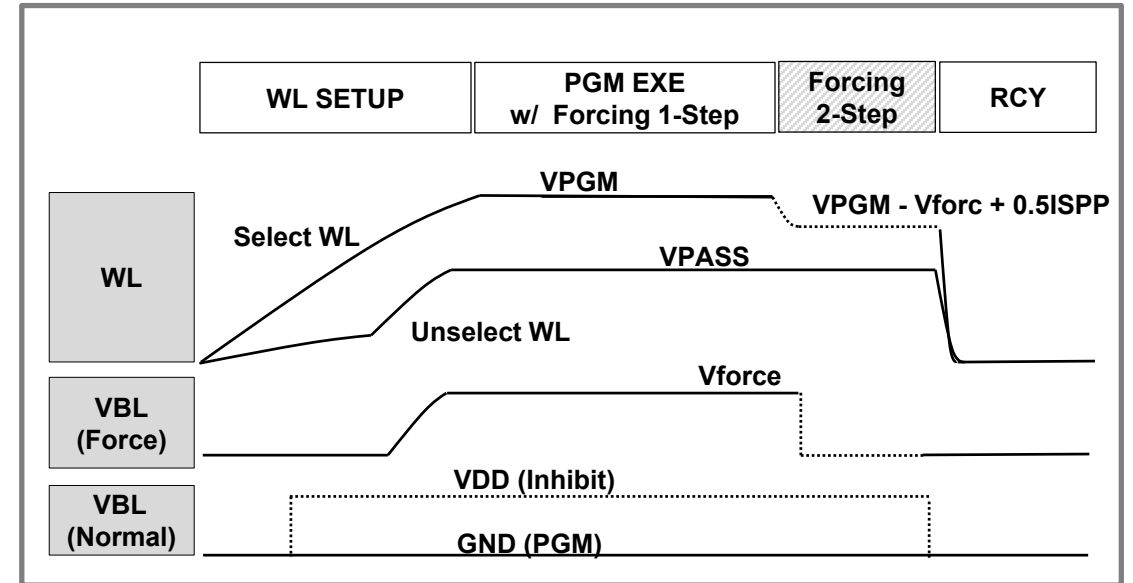 WL SETUP
PGM EXE
w/ Forcing 1-Step
Forcing
2-Step
RCY
WL
VPGM
VPGM - Vforc + 0.5ISPP
Select WL
VPASS
Unselect WL
VBL
(Force)
Vforce
VBL
(Normal)
VDD (Inhibit)
GND (PGM)